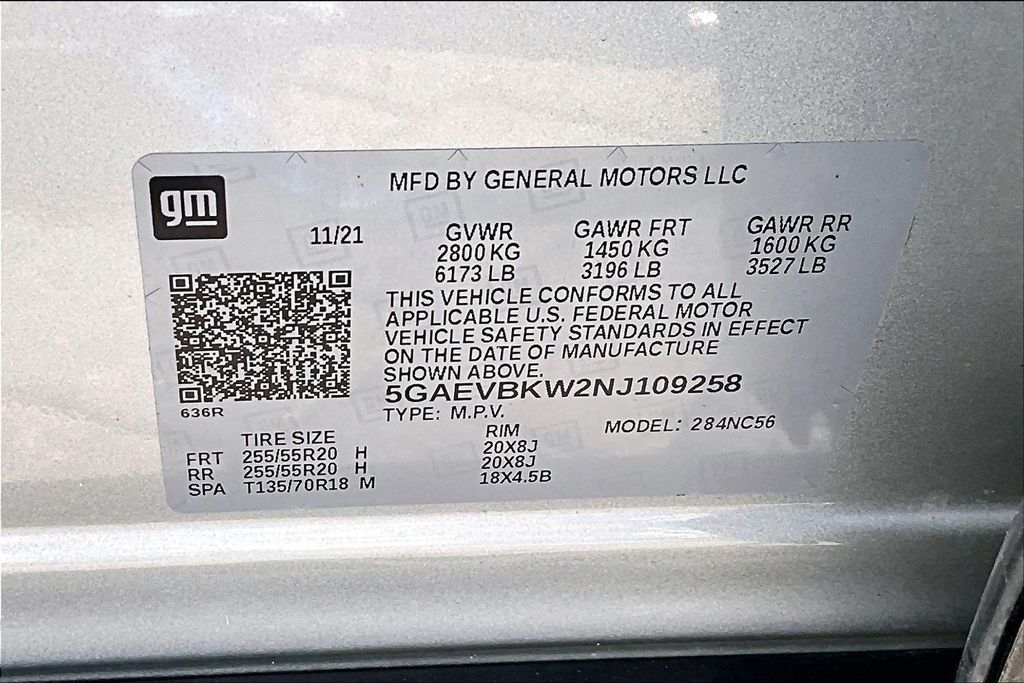 gm
MFD BY GENERAL MOTORS LLC
11/21 GVWR GAWR FRT GAWR RR
2800 KG 1450 KG 1600 KG
6173 LB 3196 LB 3527 LB
THIS VEHICLE CONFORMS TO ALL
APPLICABLE U.S. FEDERAL MOTOR
VEHICLE SAFETY STANDARDS IN EFFECT
ON THE DATE OF MANUFACTURE
SHOWN ABOVE.
5GAEVBKW2NJ109258
636R
TYPE: M.P.V. MODEL: 284NC56
TIRE SIZE RIM
FRT 255/55R20 H 20X8J
RR 255/55R20 H 20X8J
SPA T135/70R18 M 18X4.5B